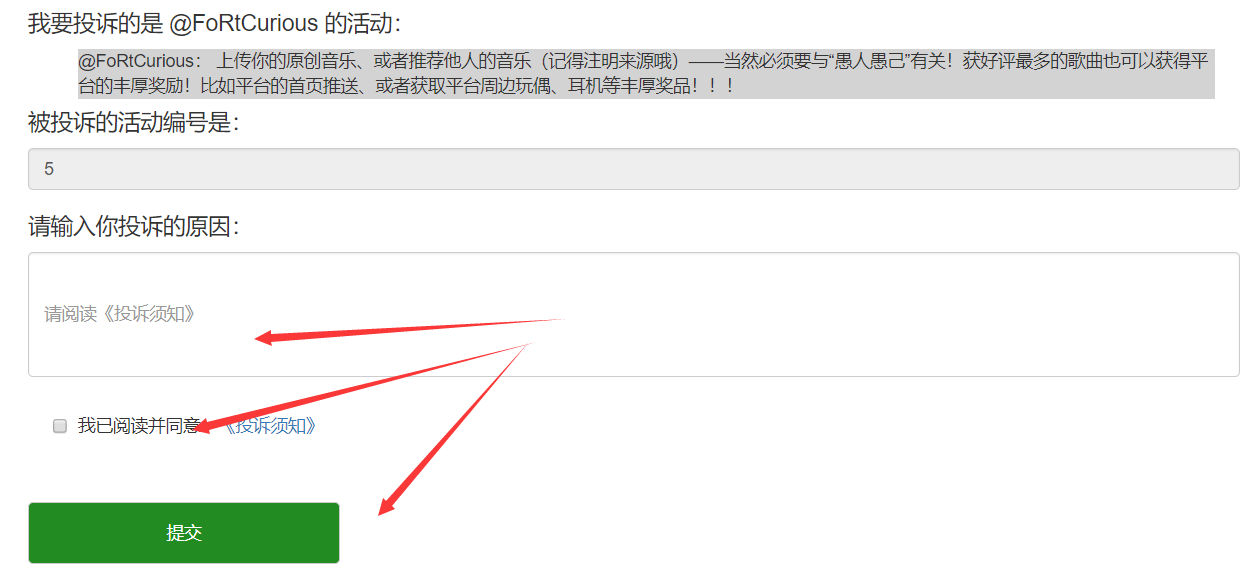 我要投诉的是 @FoRtCurious 的活动:
@FoRtCurious： 上传你的原创音乐、或者推荐他人的音乐（记得注明来源哦）——当然必须要与“愚人愚己”有关！获好评最多的歌曲也可以获得平
台的丰厚奖励！比如平台的首页推送、或者获取平台周边玩偶、耳机等丰厚奖品！！！
被投诉的活动编号是：
5
请输入你投诉的原因：
请阅读《投诉须知》
我已阅读并同意 《投诉须知》
提交